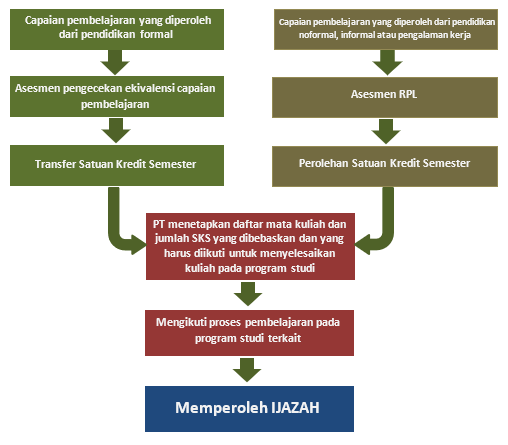 Capaian pembelajaran yang diperoleh
dari pendidikan formal
Asesmen pengecekan ekivalensi capaian
pembelajaran
Transfer Satuan Kredit Semester
Capaian pembelajaran yang diperoleh dari pendidikan
noformal, informal atau pengalaman kerja
Asesmen RPL
Perolehan Satuan Kredit Semester
PT menetapkan daftar mata kuliah dan
jumlah SKS yang dibebaskan dan yang
harus diikuti untuk menyelesaikan
kuliah pada program studi
Mengikuti proses pembelajaran pada
program studi terkait
Memperoleh IJAZAH